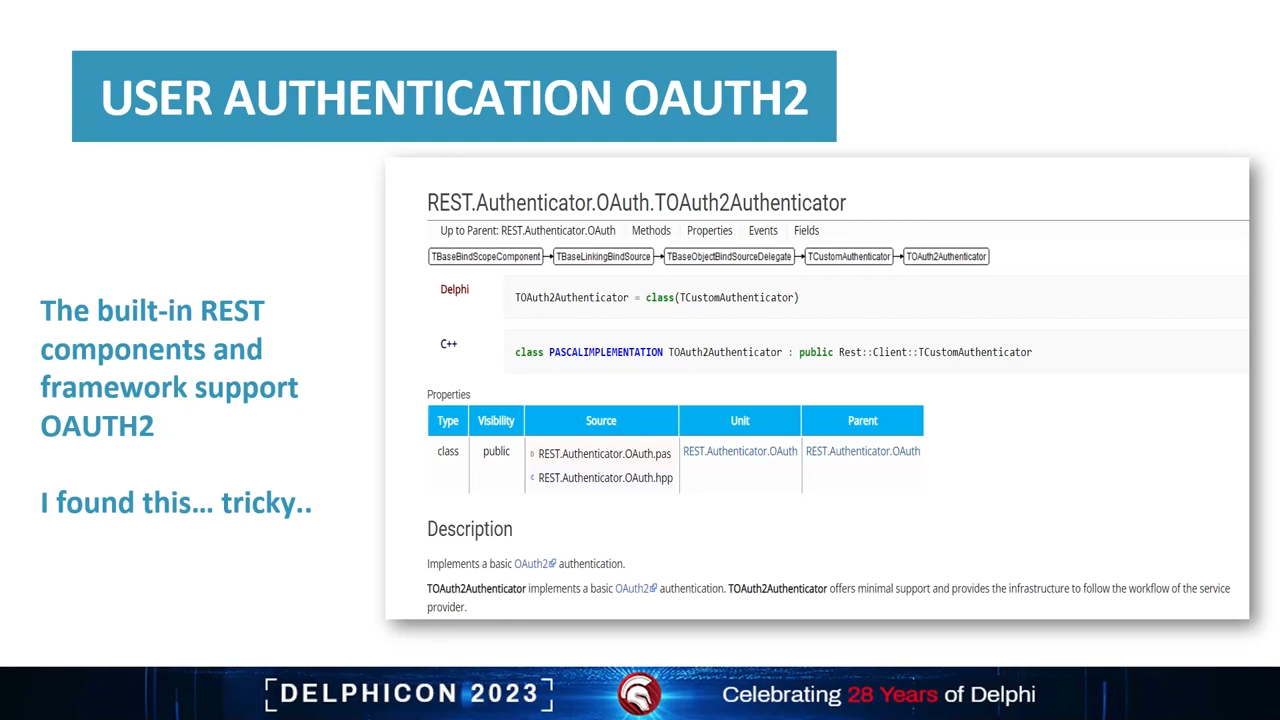 USER AUTHENTICATION OAUTH2
The built-in REST
components and
framework support
OAUTH2
I found this... tricky..
REST.Authenticator.OAuth.TOAuth2Authenticator
Up to Parent: REST.Authenticator.OAuth Methods Properties Events Fields
TBaseBindScopeComponent TBaseLinkingBindSource TBaseObjectBindSourceDelegate TCustomAuthenticator TOAuth2Authenticator
Delphi TOAuth2Authenticator = class(TCustomAuthenticator)
C++ class PASCALIMPLEMENTATION TOAuth2Authenticator : public Rest::Client::TCustomAuthenticator
Properties
Type Visibility Source Unit Parent
class public D REST.Authenticator.OAuth.pas REST.Authenticator.OAuth REST.Authenticator.OAuth
C REST.Authenticator.OAuth.hpp
Description
Implements a basic OAuth2 authentication.
TOAuth2Authenticator implements a basic OAuth2 authentication. TOAuth2Authenticator offers minimal support and provides the infrastructure to follow the workflow of the service
provider.
[DELPHICON 2023] Celebrating 28 Years of Delphi